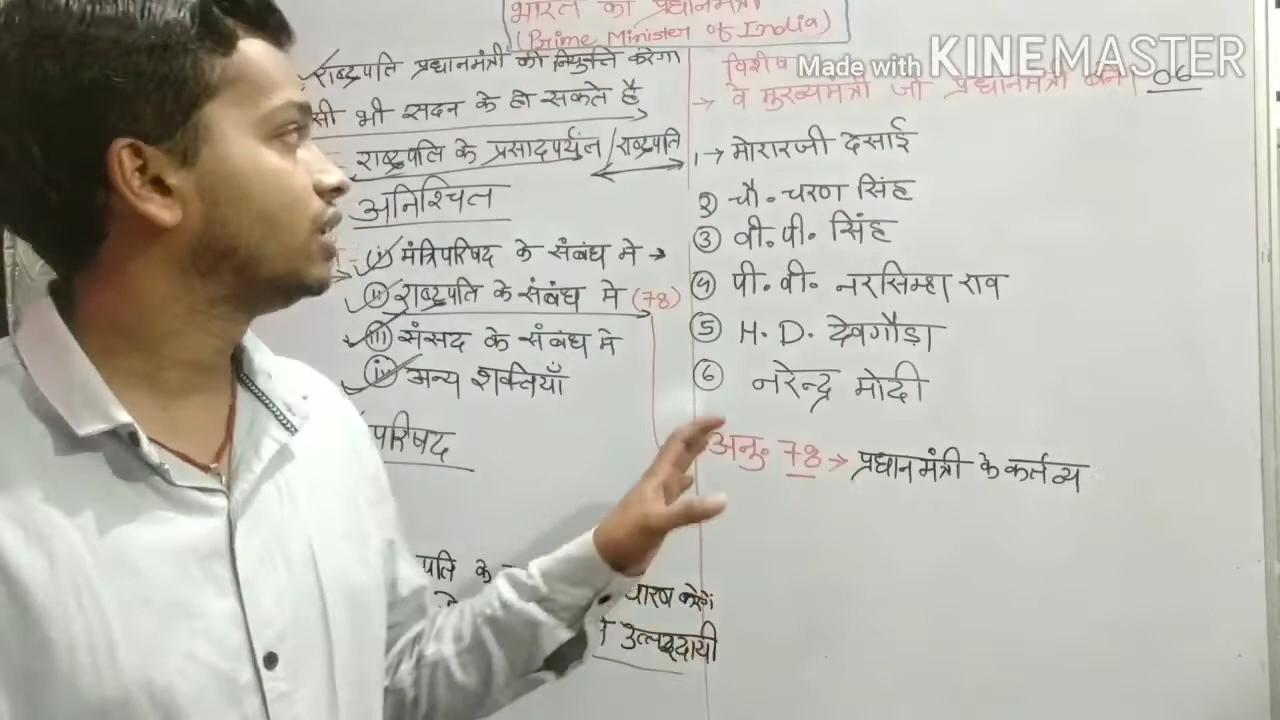 भारत का प्रधानमंत्री
(Prime Minister of India)
राष्ट्रपति प्रधानमंत्री की नियुक्ति करेगा
सी भी सदन के हो सकते है
राष्ट्रपति के प्रसादपर्युन्त / राष्ट्रपति
अनिश्चित
(i) मंत्रिपरिषद के संबंध मे →
(ii) राष्ट्रपति के संबंध मे (78)
(iii) संसद के संबंध मे
(iv) अन्य शक्तियाँ
परिषद
पति के
धारण करेगें
उत्तरदायी
Made with KINEMASTER
विशेष
→ वे मुख्यमंत्री जो प्रधानमंत्री बने 06
1 → मोरारजी देसाई
2 चौ. चरण सिंह
3 वी. पी. सिंह
4 पी. वी. नरसिम्हा राव
5 H. D. देवगौड़ा
6 नरेन्द्र मोदी
अनु. 78 → प्रधानमंत्री के कर्तव्य